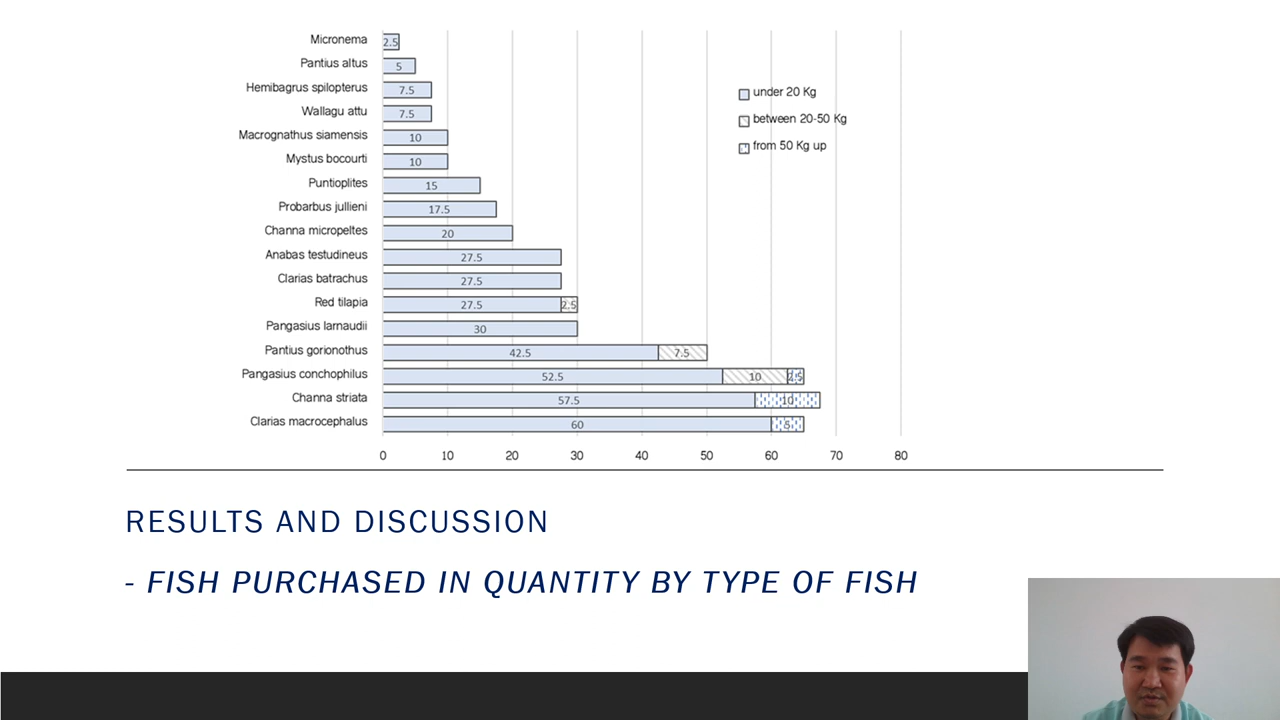 Micronema 2.5
Pantius altus 5
Hemibagrus spilopterus 7.5
under 20 Kg
Wallagu attu 7.5
between 20-50 Kg
Macrognathus siamensis 10
from 50 Kg up
Mystus bocourti 10
Puntioplites 15
Probarbus jullieni 17.5
Channa micropeltes 20
Anabas testudineus 27.5
Clarias batrachus 27.5
Red tilapia 27.5 2.5
Pangasius larnaudii 30
Pantius gorionothus 42.5 7.5
Pangasius conchophilus 52.5 10 2.5
Channa striata 57.5 10
Clarias macrocephalus 60 5
0 10 20 30 40 50 60 70 80
RESULTS AND DISCUSSION
- FISH PURCHASED IN QUANTITY BY TYPE OF FISH